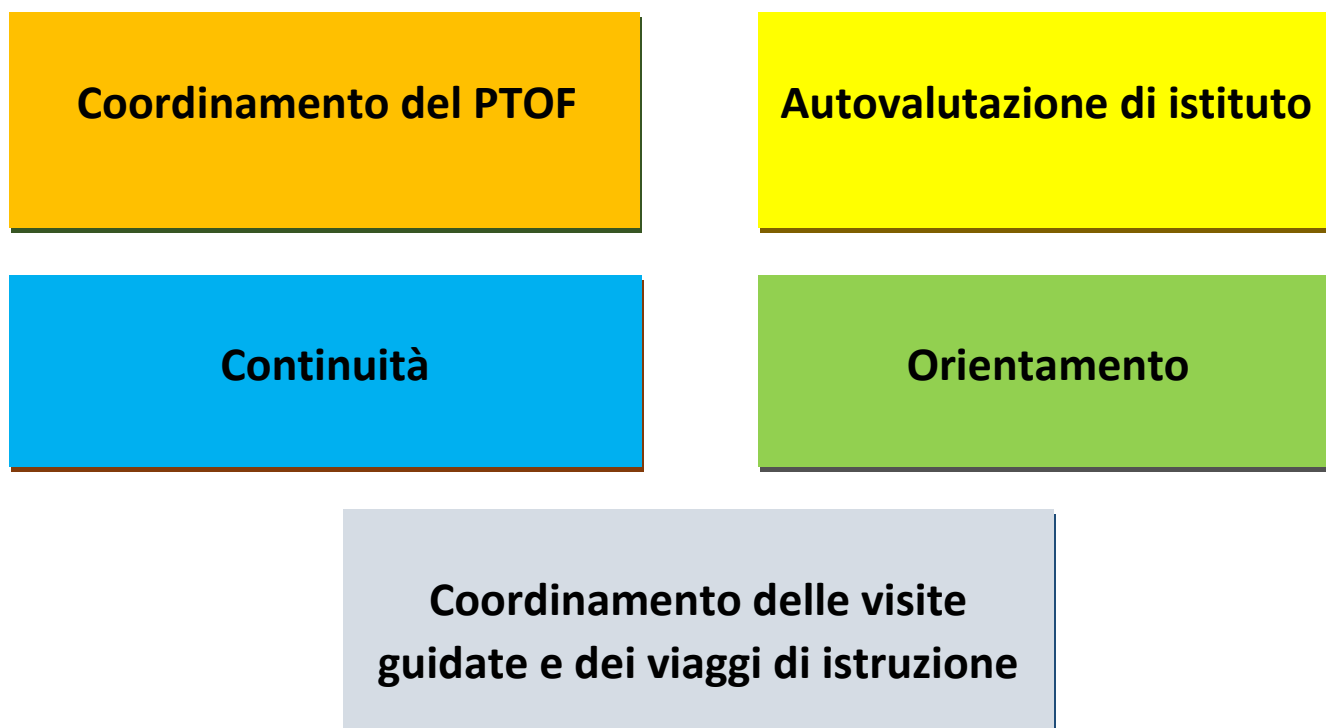 Coordinamento del PTOF
Autovalutazione di istituto
Continuità
Orientamento
Coordinamento delle visite
guidate e dei viaggi di istruzione